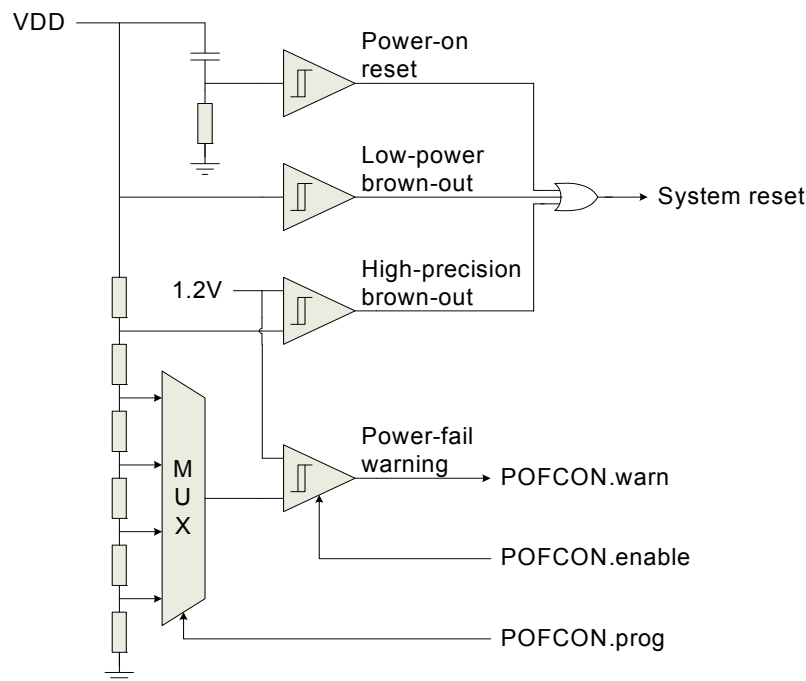 VDD
Power-on
reset
Low-power
brown-out
System reset
1.2V
High-precision
brown-out
M
U
X
Power-fail
warning
POFCON.warn
POFCON.enable
POFCON.prog